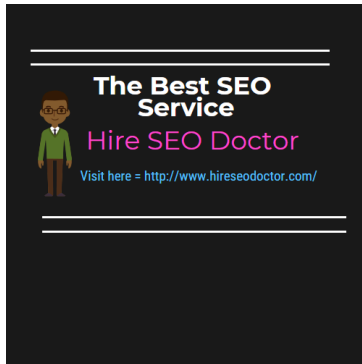 The Best SEO
Service
Hire SEO Doctor
Visit here = http://www.hireseodoctor.com/